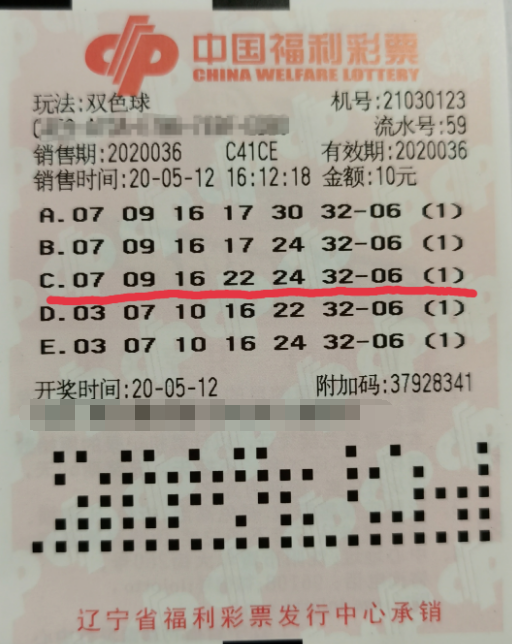 中国福利彩票
CHINA WELFARE LOTTERY
玩法:双色球 机号:21030123
流水号:59
销售期:2020036 C41CE 有效期:2020036
销售时间:20-05-12 16:12:18 金额:10元
A.07 09 16 17 30 32-06 (1)
B.07 09 16 17 24 32-06 (1)
C.07 09 16 22 24 32-06 (1)
D.03 07 10 16 22 32-06 (1)
E.03 07 10 16 24 32-06 (1)
开奖时间:20-05-12 附加码:37928341
辽宁省福利彩票发行中心承销